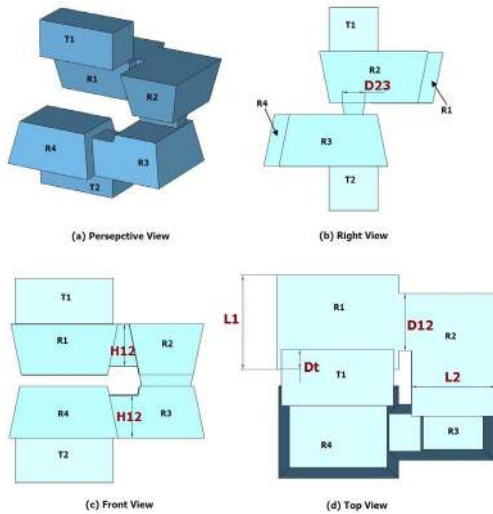 T1
R1
R2
R4
R3
T2
(a) Persepctive View
T1
R2
D23
R4
R1
R3
T2
(b) Right View
T1
R1
H12
R2
R4
H12
R3
T2
(c) Front View
L1
R1
D12
R2
Dt
T1
L2
R4
R3
(d) Top View